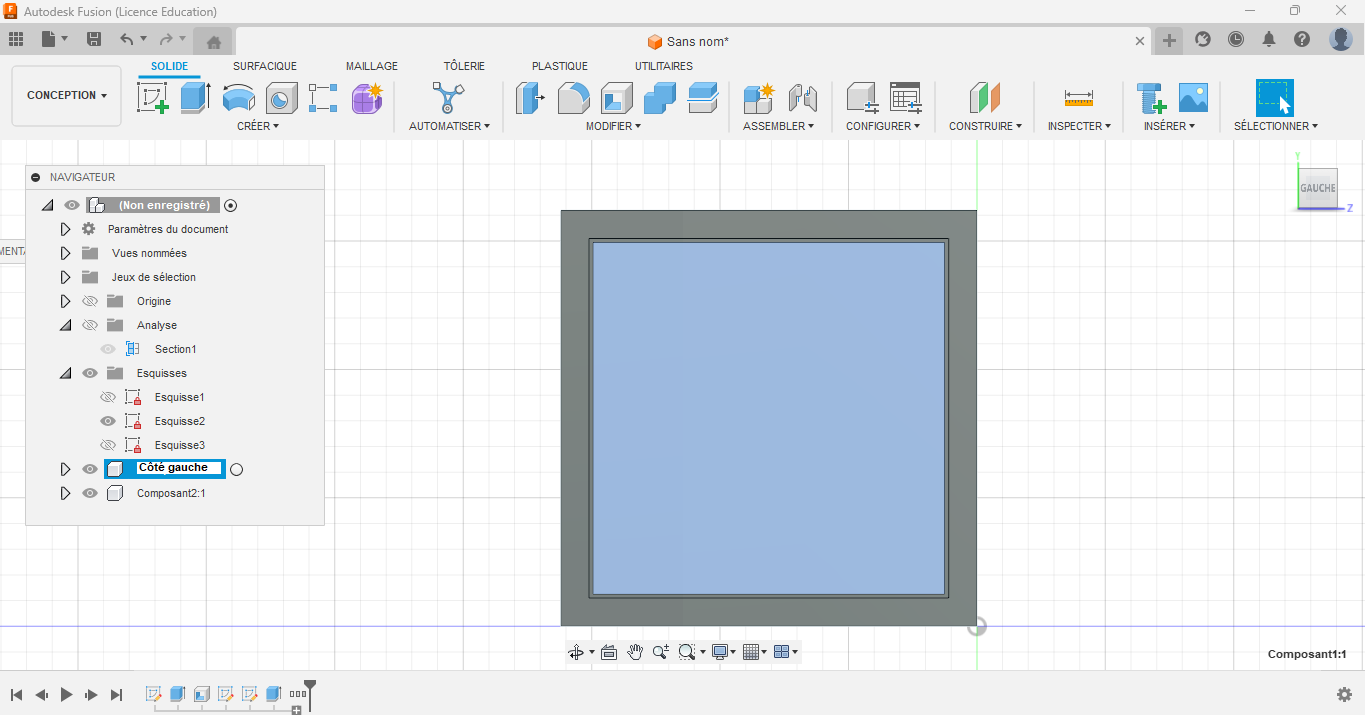 Autodesk Fusion (Licence Education)
Sans nom*
CONCEPTION
SOLIDE
SURFACIQUE
MAILLAGE
TÔLERIE
PLASTIQUE
UTILITAIRES
CRÉER
AUTOMATISER
MODIFIER
ASSEMBLER
CONFIGURER
CONSTRUIRE
INSPECTER
INSÉRER
SÉLECTIONNER
NAVIGATEUR
(Non enregistré)
Paramètres du document
Vues nommées
Jeux de sélection
Origine
Analyse
Section1
Esquisses
Esquisse1
Esquisse2
Esquisse3
Côté gauche
Composant2:1
Y
GAUCHE
Z
Composant1:1